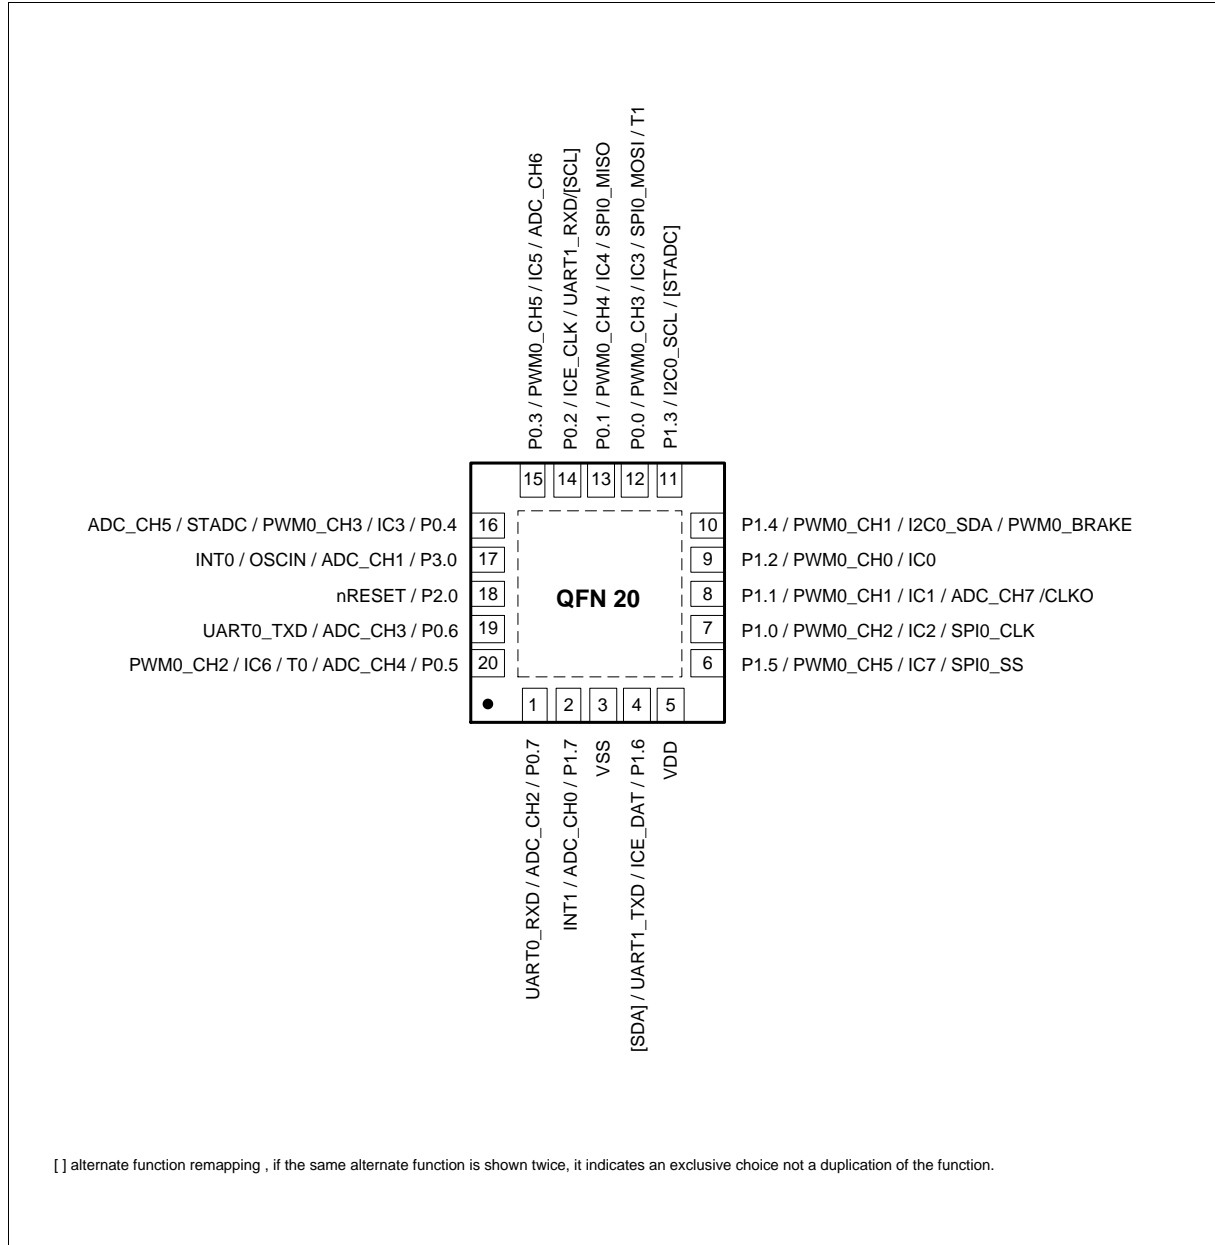 P0.3 / PWM0_CH5 / IC5 / ADC_CH6
P0.2 / ICE_CLK / UART1_RXD/[SCL]
P0.1 / PWM0_CH4 / IC4 / SPI0_MISO
P0.0 / PWM0_CH3 / IC3 / SPI0_MOSI / T1
P1.3 / I2C0_SCL / [STADC]
15 14 13 12 11
ADC_CH5 / STADC / PWM0_CH3 / IC3 / P0.4 16
INT0 / OSCIN / ADC_CH1 / P3.0 17
nRESET / P2.0 18
UART0_TXD / ADC_CH3 / P0.6 19
PWM0_CH2 / IC6 / T0 / ADC_CH4 / P0.5 20
QFN 20
10 P1.4 / PWM0_CH1 / I2C0_SDA / PWM0_BRAKE
9 P1.2 / PWM0_CH0 / IC0
8 P1.1 / PWM0_CH1 / IC1 / ADC_CH7 /CLKO
7 P1.0 / PWM0_CH2 / IC2 / SPI0_CLK
6 P1.5 / PWM0_CH5 / IC7 / SPI0_SS
1 2 3 4 5
UART0_RXD / ADC_CH2 / P0.7
INT1 / ADC_CH0 / P1.7
VSS
[SDA] / UART1_TXD / ICE_DAT / P1.6
VDD
[ ] alternate function remapping , if the same alternate function is shown twice, it indicates an exclusive choice not a duplication of the function.